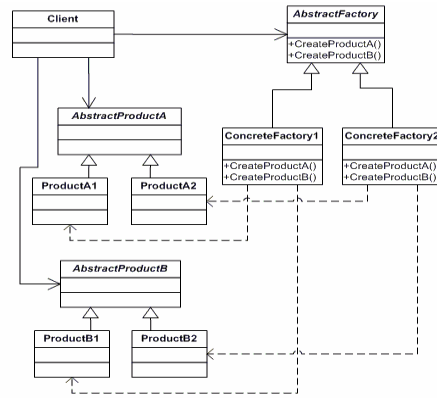 Client
AbstractFactory
+CreateProductA()
+CreateProductB()
AbstractProductA
ConcreteFactory1
+CreateProductA()
+CreateProductB()
ConcreteFactory2
+CreateProductA()
+CreateProductB()
ProductA1
ProductA2
AbstractProductB
ProductB1
ProductB2